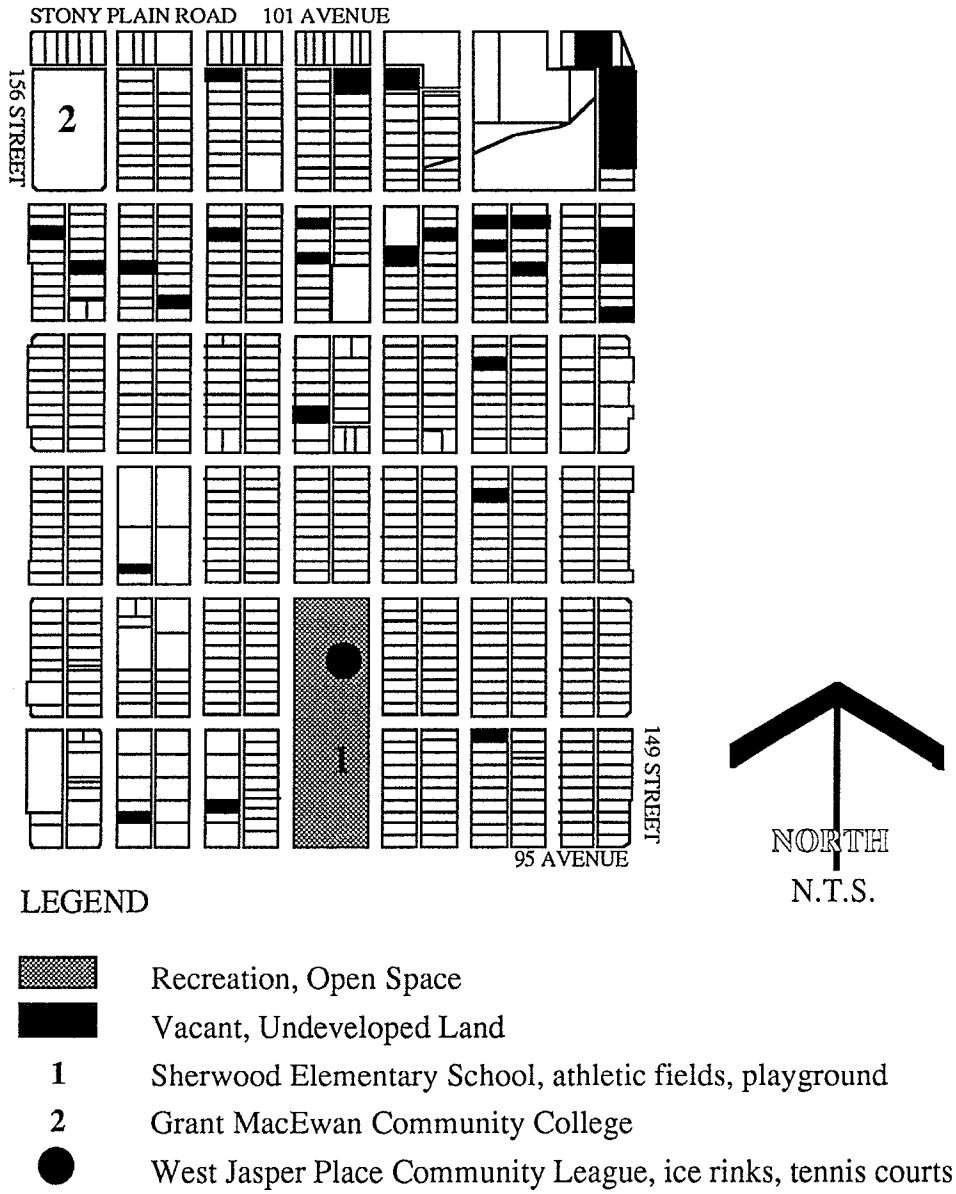 STONY PLAIN ROAD 101 AVENUE
156 STREET
2
1
149 STREET
95 AVENUE
NORTH
N.T.S.
LEGEND
Recreation, Open Space
Vacant, Undeveloped Land
1 Sherwood Elementary School, athletic fields, playground
2 Grant MacEwan Community College
West Jasper Place Community League, ice rinks, tennis courts